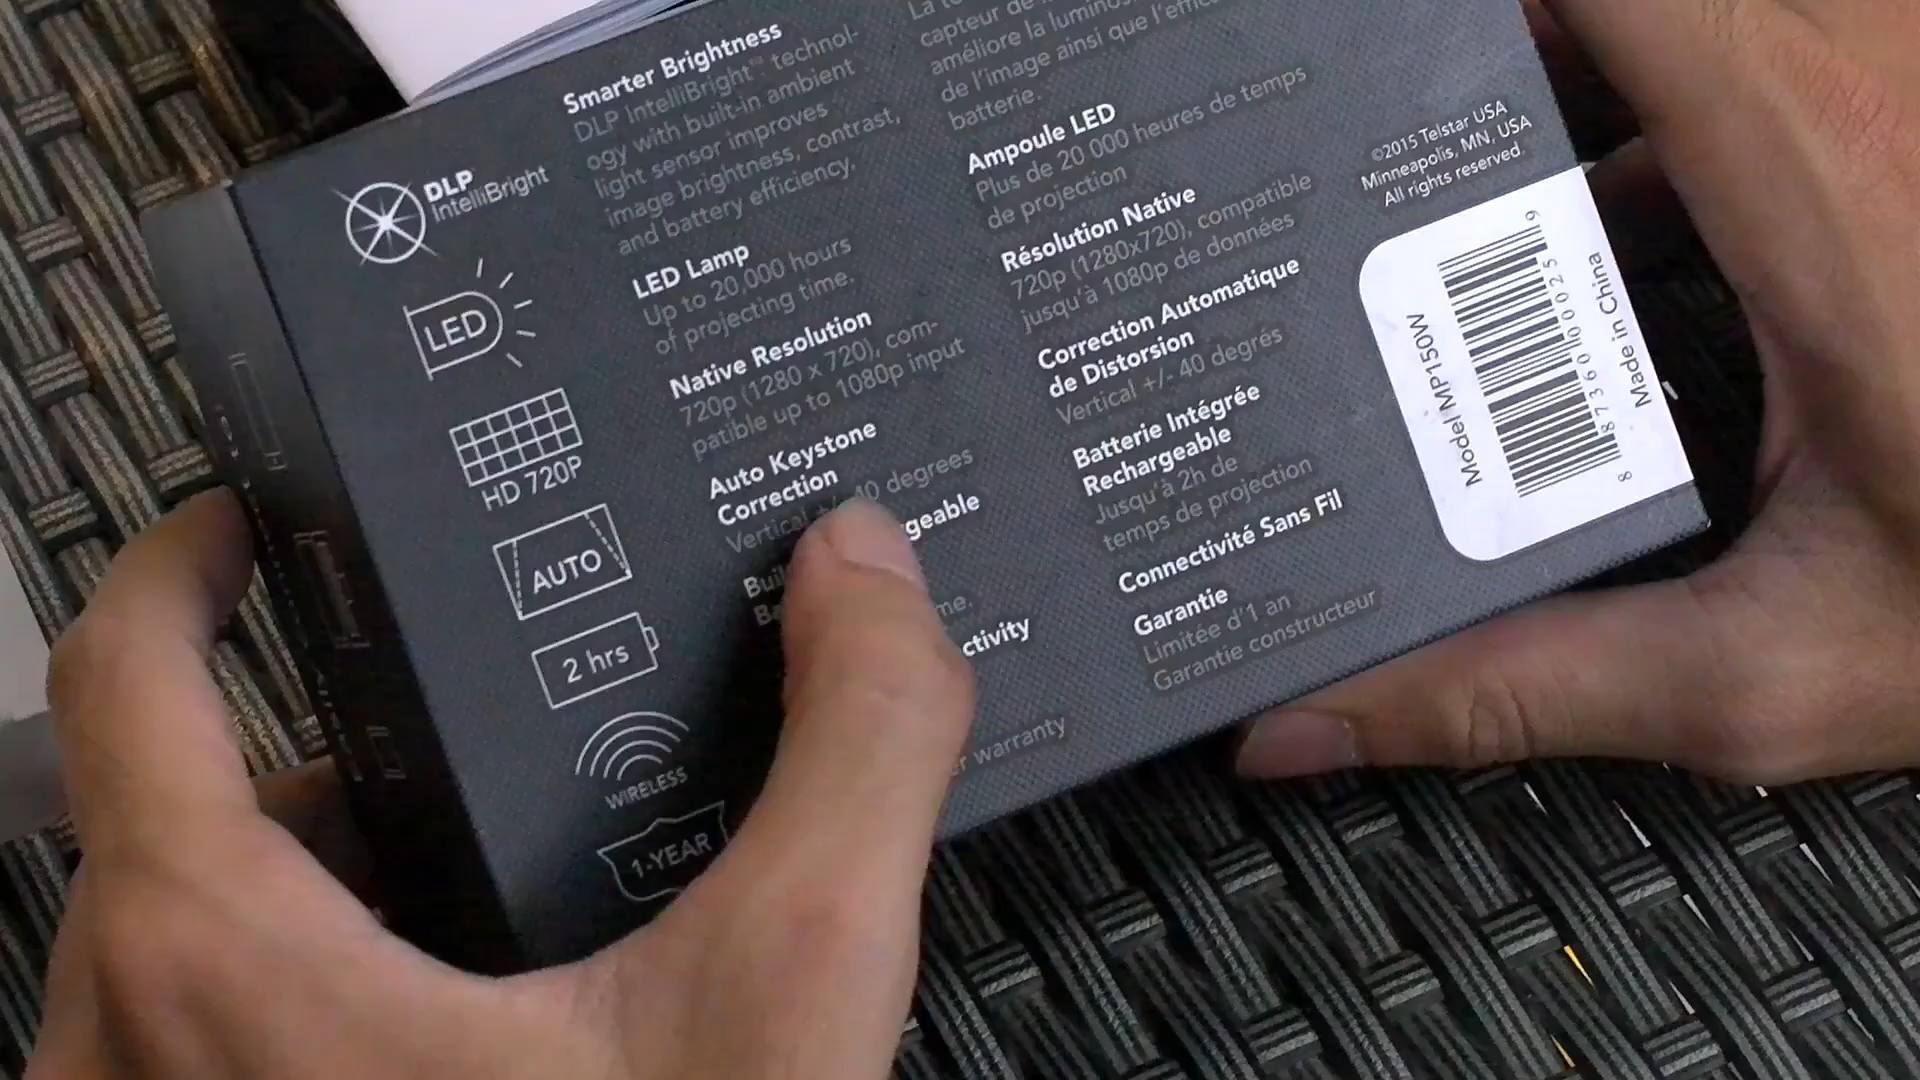 DLP
IntelliBright
LED
HD 720P
AUTO
2 hrs
WIRELESS
1-YEAR
Smarter Brightness
DLP IntelliBright™ technol-
ogy with built-in ambient
light sensor improves
image brightness, contrast,
and battery efficiency.
LED Lamp
Up to 20,000 hours
of projecting time.
Native Resolution
720p (1280 x 720), com-
patible up to 1080p input
Auto Keystone
Correction
Vertical +/- 40 degrees
warranty
capteur de
améliore la
de l'image ainsi que
batterie.
Ampoule LED
Plus de 20 000 heures de temps
de projection
Résolution Native
720p (1280x720), compatible
jusqu'à 1080p de données
Correction Automatique
de Distorsion
Vertical +/- 40 degrés
Batterie Intégrée
Rechargeable
Jusqu'à 2h de
temps de projection
Connectivité Sans Fil
Garantie
Limitée d'1 an
Garantie constructeur
©2015 Telstar USA
Minneapolis, MN, USA
All rights reserved.
Model MP150W
8 87360 00025 9
Made in China